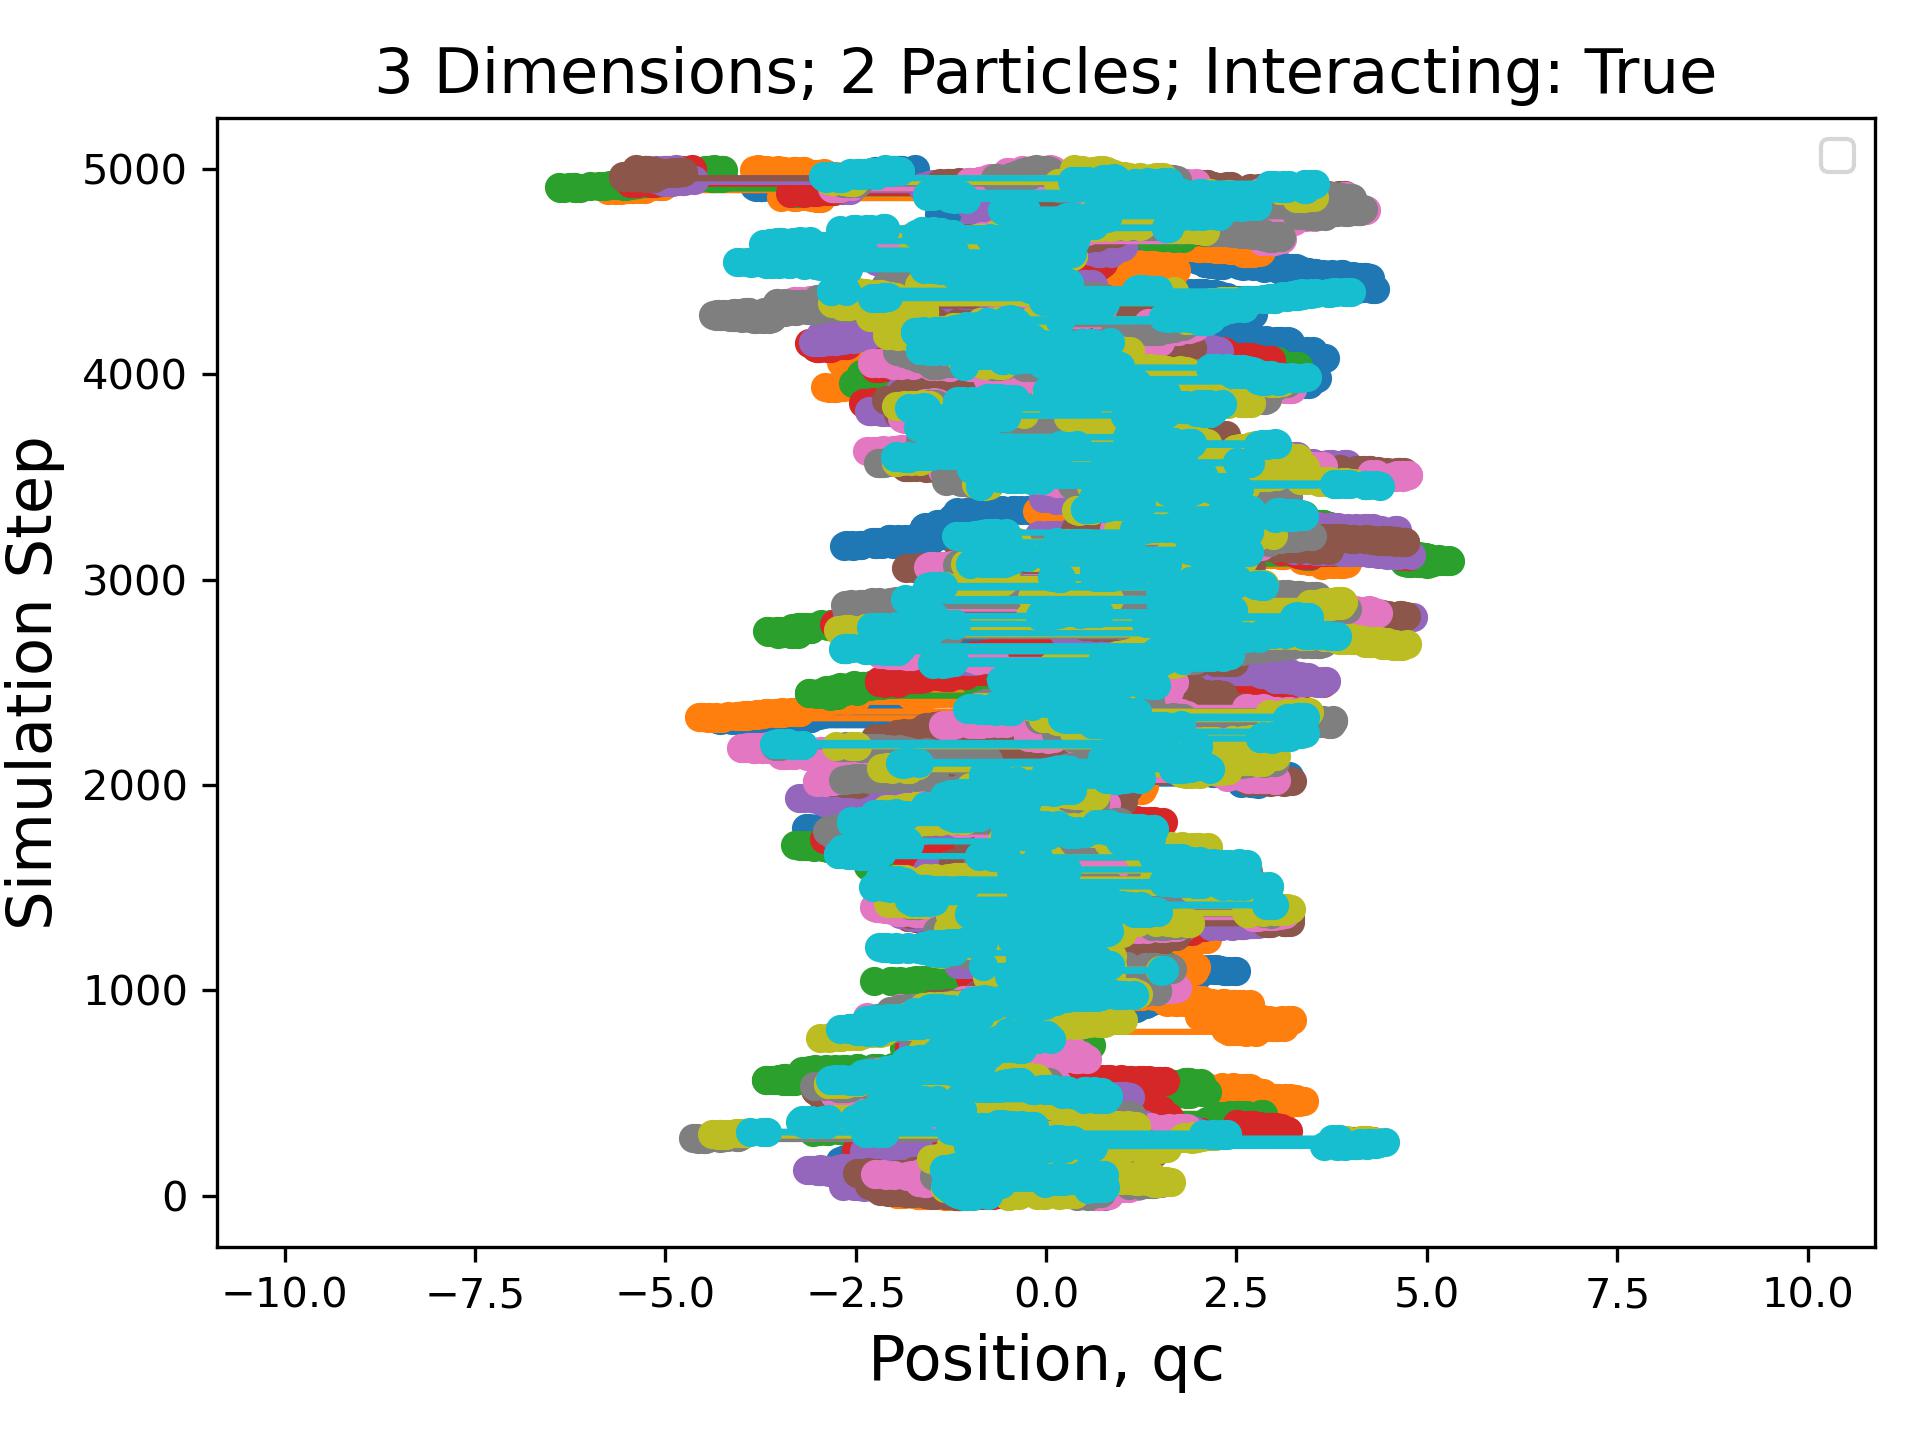 3 Dimensions; 2 Particles; Interacting: True
Simulation Step
5000
4000
3000
2000
1000
0
−10.0 −7.5 −5.0 −2.5 0.0 2.5 5.0 7.5 10.0
Position, qc